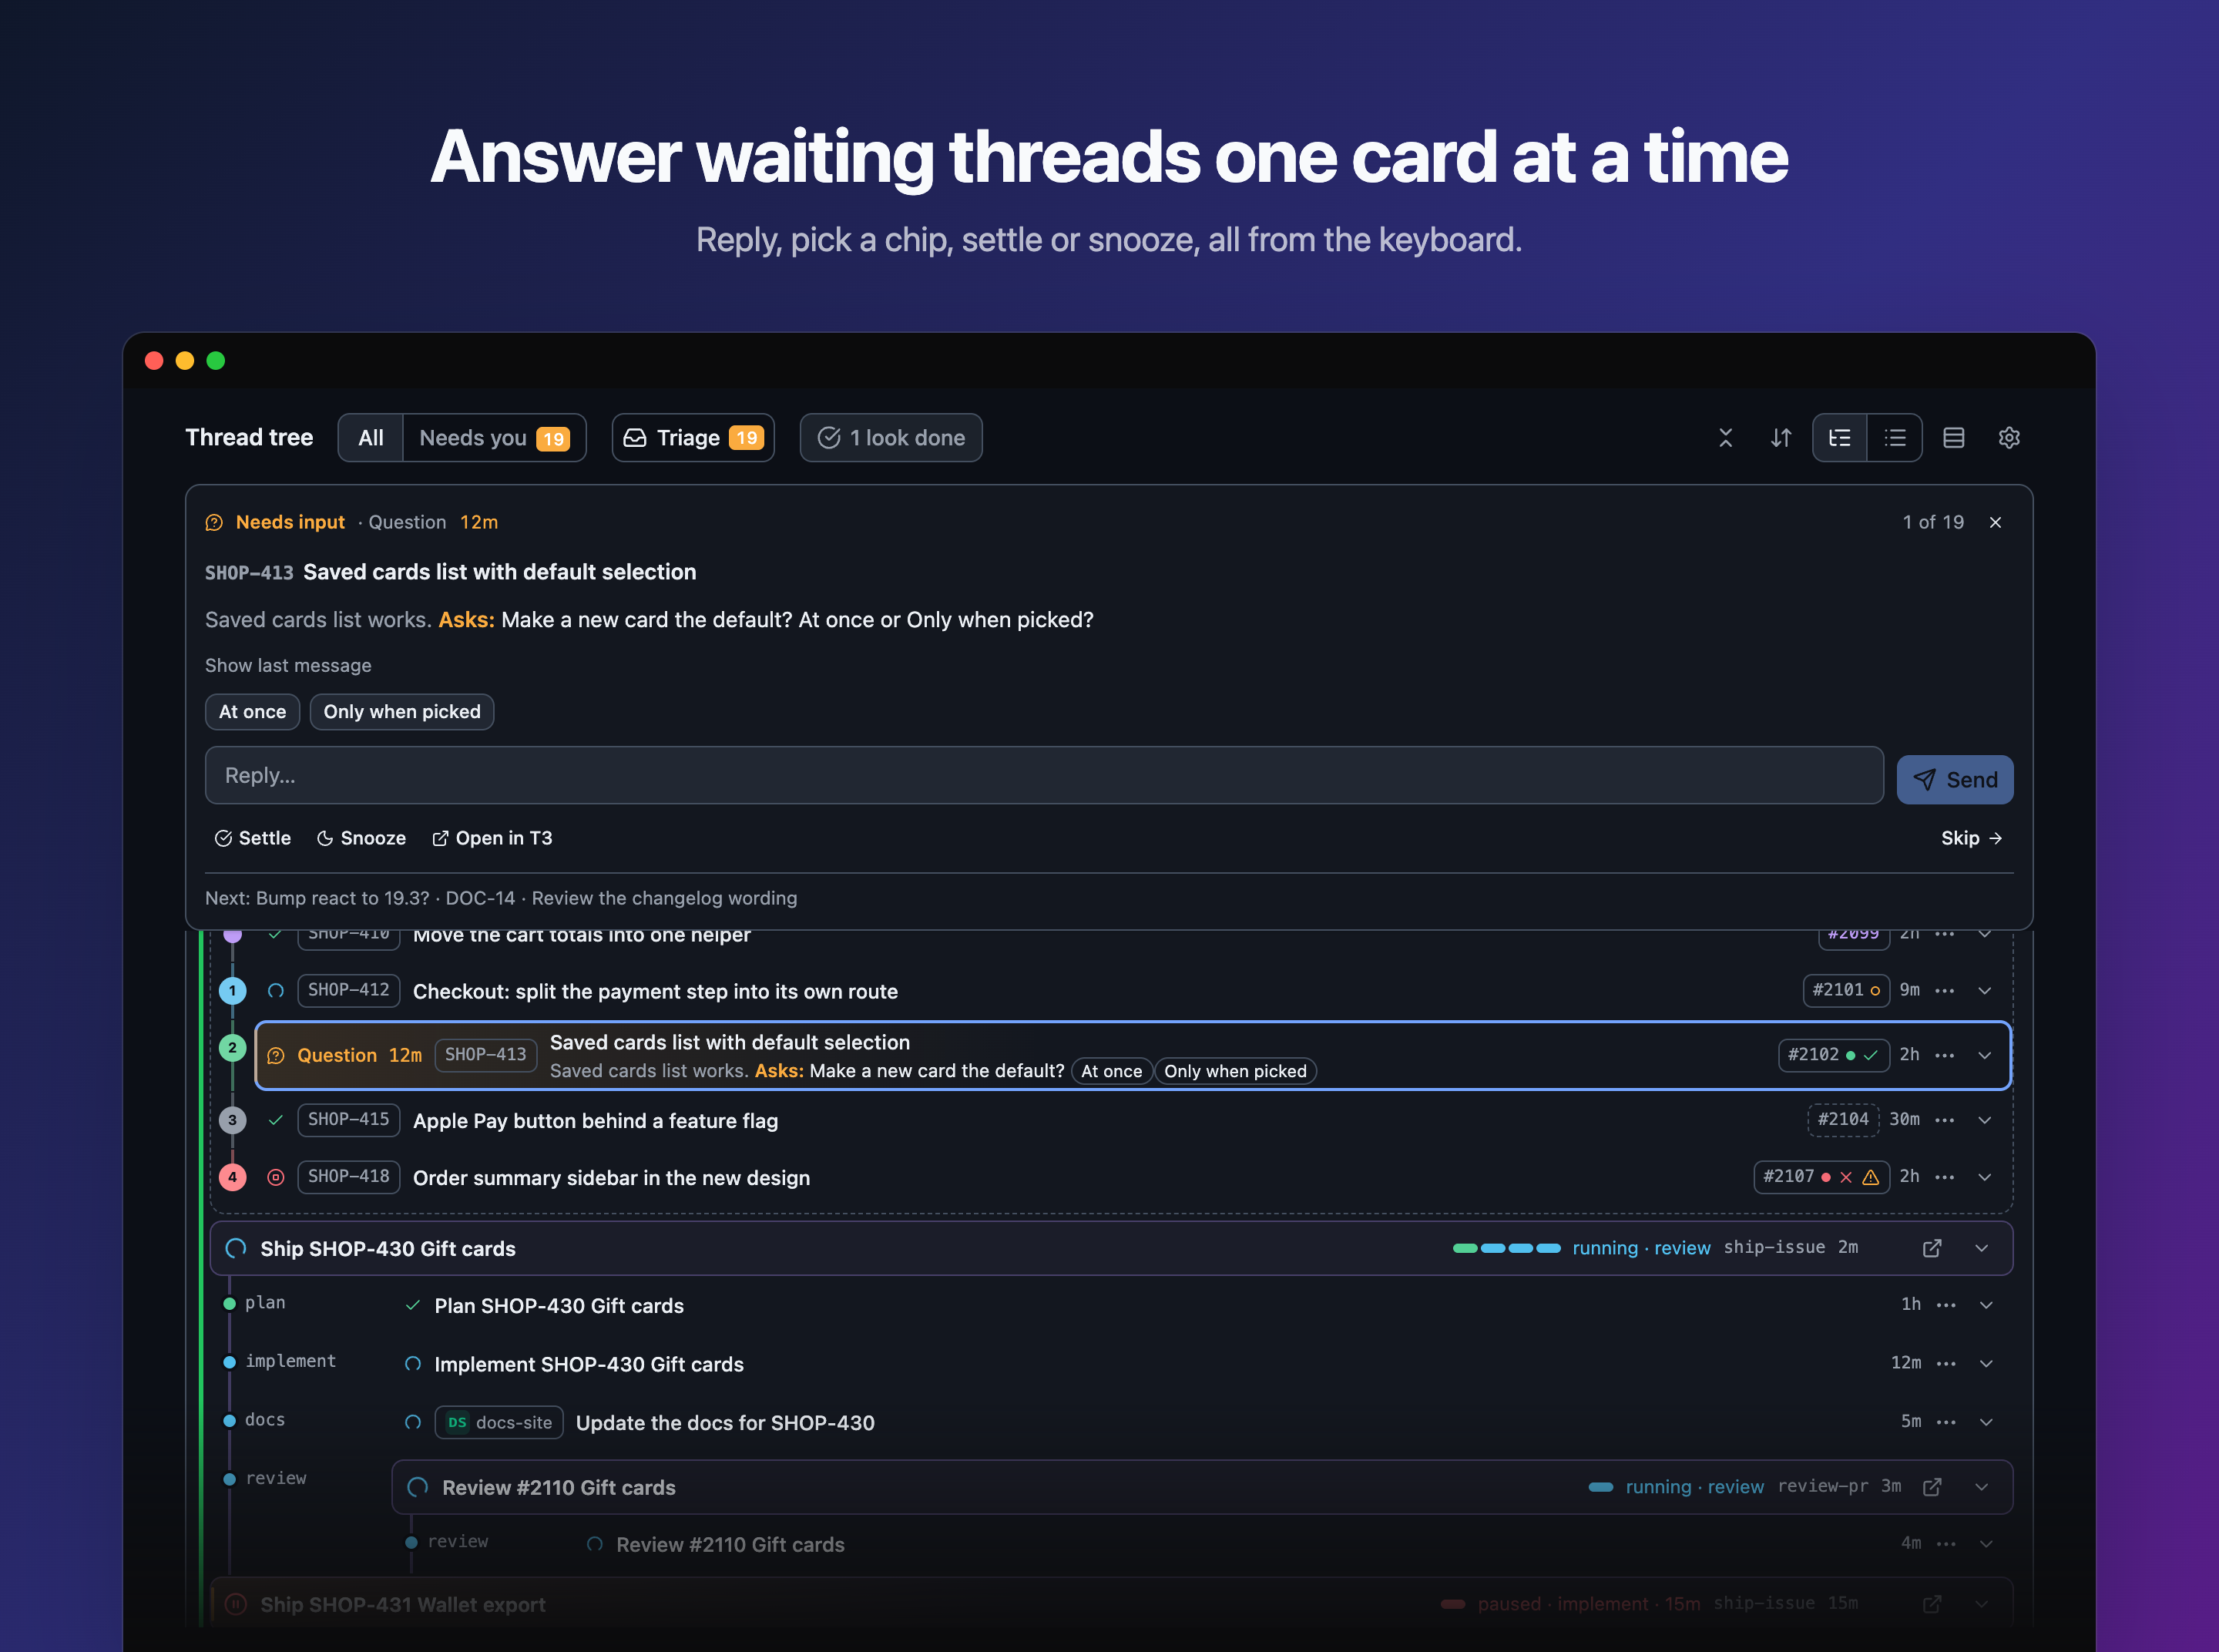 Answer waiting threads one card at a time
Reply, pick a chip, settle or snooze, all from the keyboard.
Thread tree All Needs you 19 Triage 19 1 look done
Needs input · Question 12m 1 of 19
SHOP-413 Saved cards list with default selection
Saved cards list works. Asks: Make a new card the default? At once or Only when picked?
Show last message
At once Only when picked
Reply... Send
Settle Snooze Open in T3 Skip →
Next: Bump react to 19.3? · DOC-14 · Review the changelog wording
SHOP-410 Move the cart totals into one helper #2099 2h
1 SHOP-412 Checkout: split the payment step into its own route #2101 9m
2 Question 12m SHOP-413 Saved cards list with default selection #2102 2h
Saved cards list works. Asks: Make a new card the default? At once Only when picked
3 SHOP-415 Apple Pay button behind a feature flag #2104 30m
4 SHOP-418 Order summary sidebar in the new design #2107 2h
Ship SHOP-430 Gift cards running · review ship-issue 2m
plan Plan SHOP-430 Gift cards 1h
implement Implement SHOP-430 Gift cards 12m
docs DS docs-site Update the docs for SHOP-430 5m
review Review #2110 Gift cards running · review review-pr 3m
review Review #2110 Gift cards 4m
Ship SHOP-431 Wallet export paused · implement · 15m ship-issue 15m